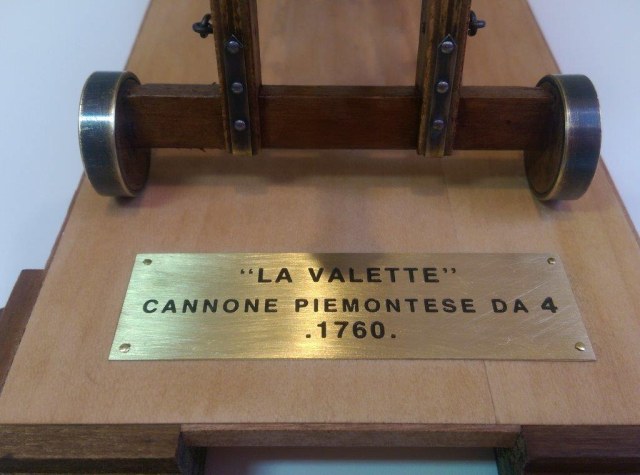 “LA VALETTE”
CANNONE PIEMONTESE DA 4
.1760.